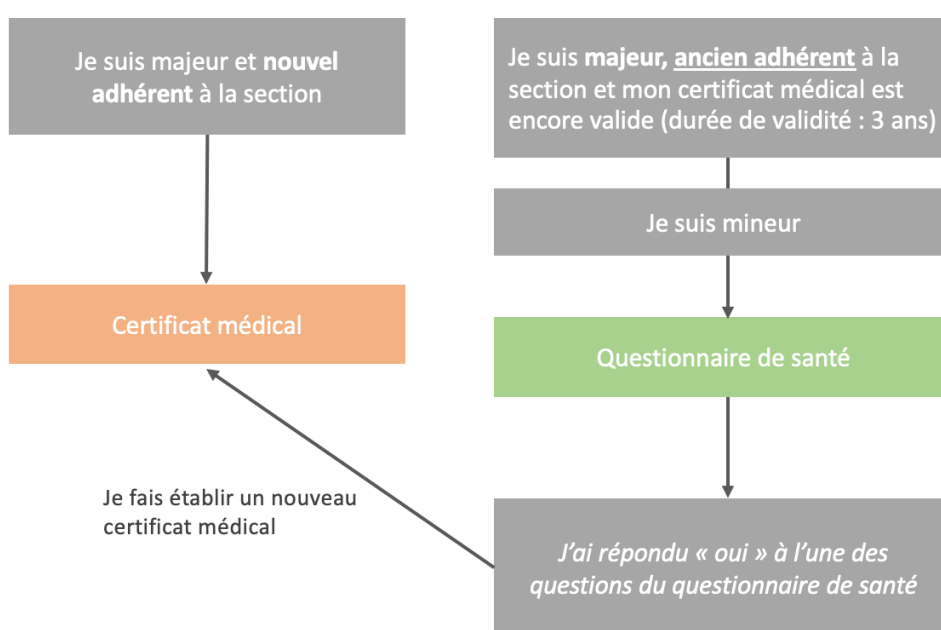 Je suis majeur et nouvel
adhérent à la section
Je suis majeur, ancien adhérent à la
section et mon certificat médical est
encore valide (durée de validité : 3 ans)
Je suis mineur
Certificat médical
Questionnaire de santé
Je fais établir un nouveau
certificat médical
J’ai répondu « oui » à l’une des
questions du questionnaire de santé